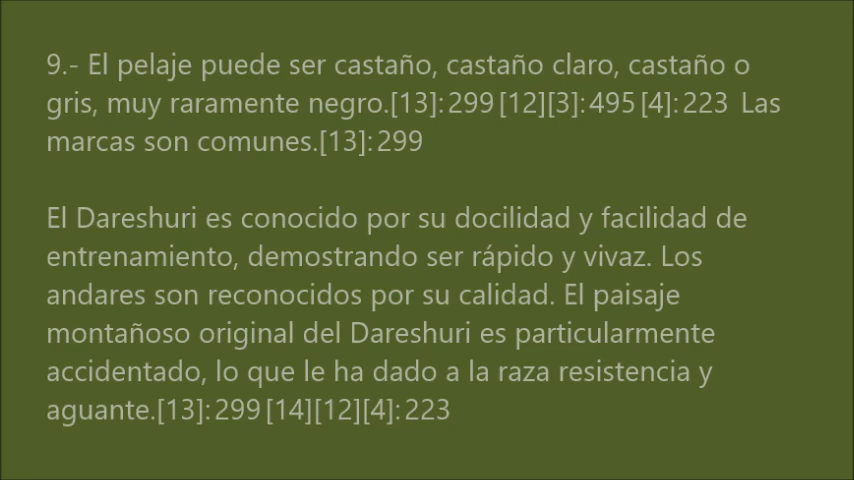 9.- El pelaje puede ser castaño, castaño claro, castaño o
gris, muy raramente negro.[13]: 299 [12][3]: 495 [4]: 223  Las
marcas son comunes.[13]: 299
El Dareshuri es conocido por su docilidad y facilidad de
entrenamiento, demostrando ser rápido y vivaz. Los
andares son reconocidos por su calidad. El paisaje
montañoso original del Dareshuri es particularmente
accidentado, lo que le ha dado a la raza resistencia y
aguante.[13]: 299 [14][12][4]: 223